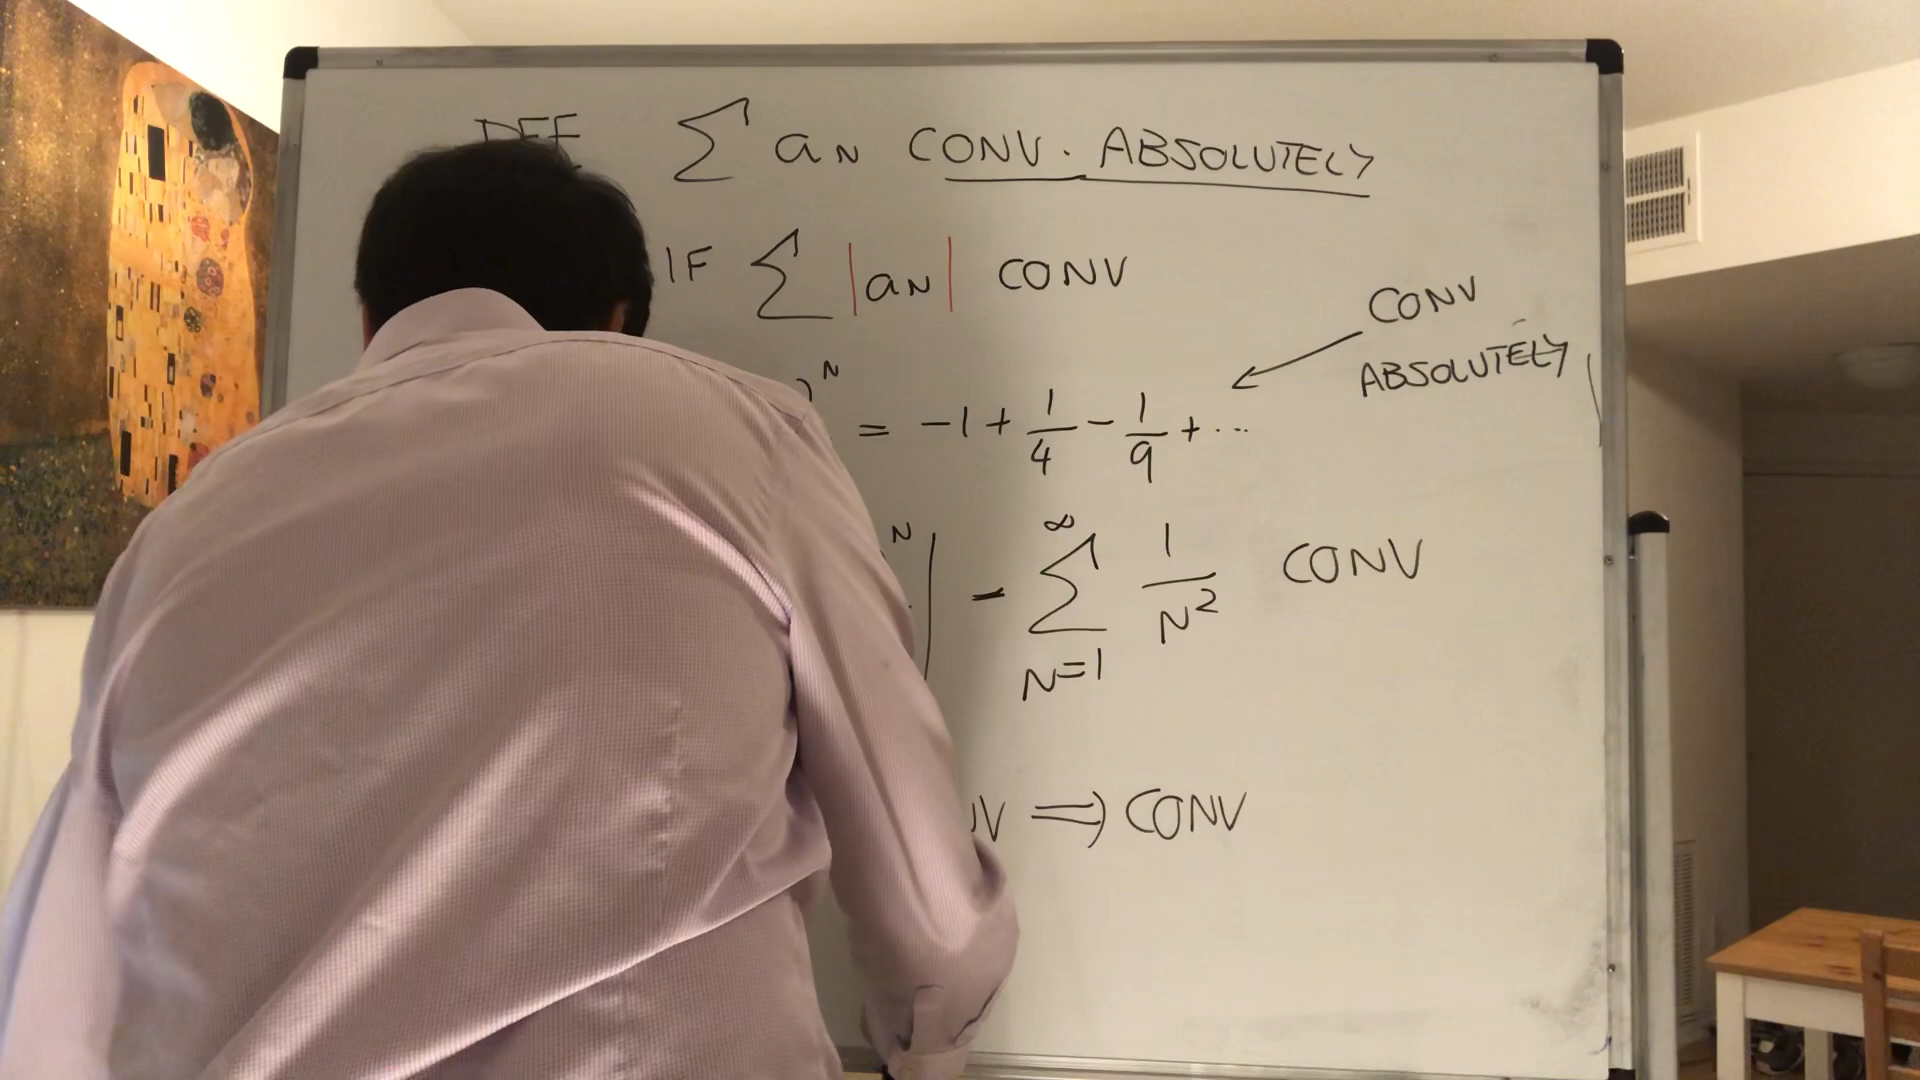 DEF ∑ an CONV. ABSOLUTELY
IF ∑ |an| CONV
CONV
ABSOLUTELY
)^N = -1 + 1/4 - 1/9 + ...
N | = ∑_{N=1}^{∞} 1/N² CONV
⇒ CONV